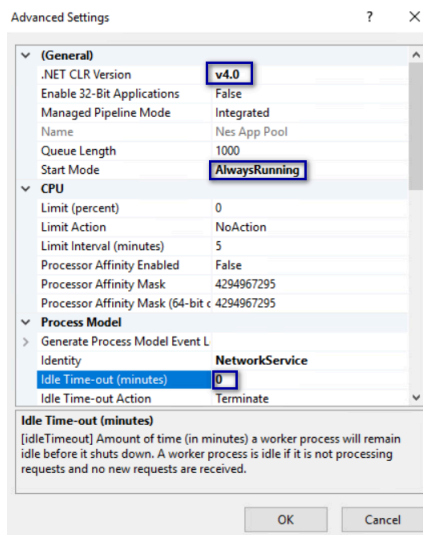 Advanced Settings ? ×
(General)
.NET CLR Version v4.0
Enable 32-Bit Applications False
Managed Pipeline Mode Integrated
Name Nes App Pool
Queue Length 1000
Start Mode AlwaysRunning
CPU
Limit (percent) 0
Limit Action NoAction
Limit Interval (minutes) 5
Processor Affinity Enabled False
Processor Affinity Mask 4294967295
Processor Affinity Mask (64-bit c 4294967295
Process Model
Generate Process Model Event L
Identity NetworkService
Idle Time-out (minutes) 0
Idle Time-out Action Terminate
Idle Time-out (minutes)
[idleTimeout] Amount of time (in minutes) a worker process will remain
idle before it shuts down. A worker process is idle if it is not processing
requests and no new requests are received.
OK Cancel